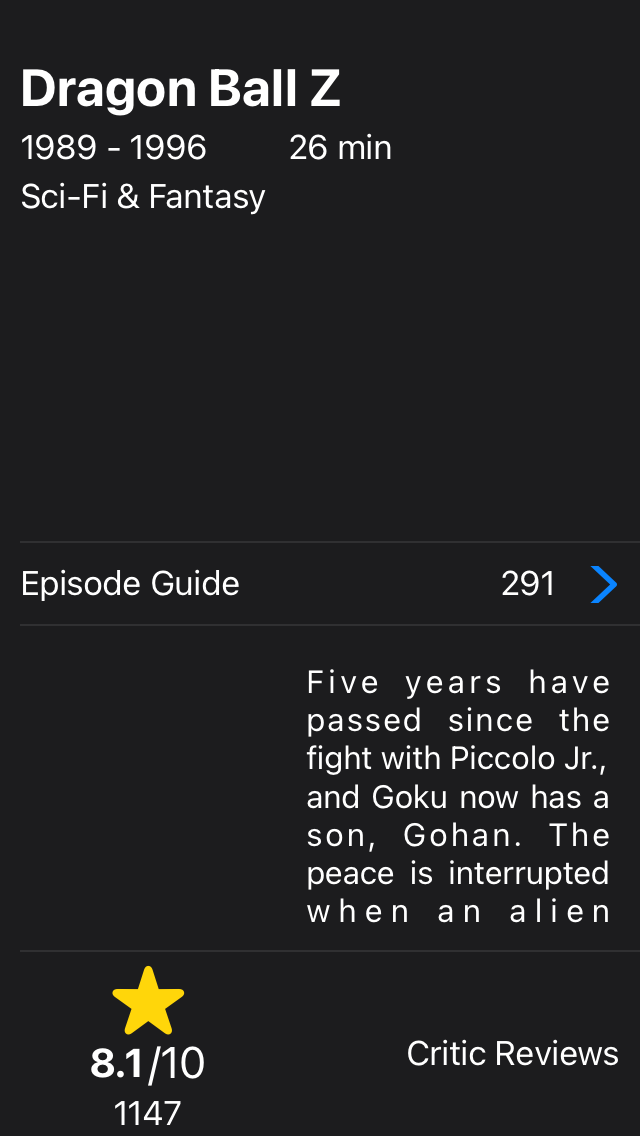 Dragon Ball Z
1989 - 1996 26 min
Sci-Fi & Fantasy
Episode Guide 291
Five years have
passed since the
fight with Piccolo Jr.,
and Goku now has a
son, Gohan. The
peace is interrupted
when an alien
8.1/10
1147
Critic Reviews